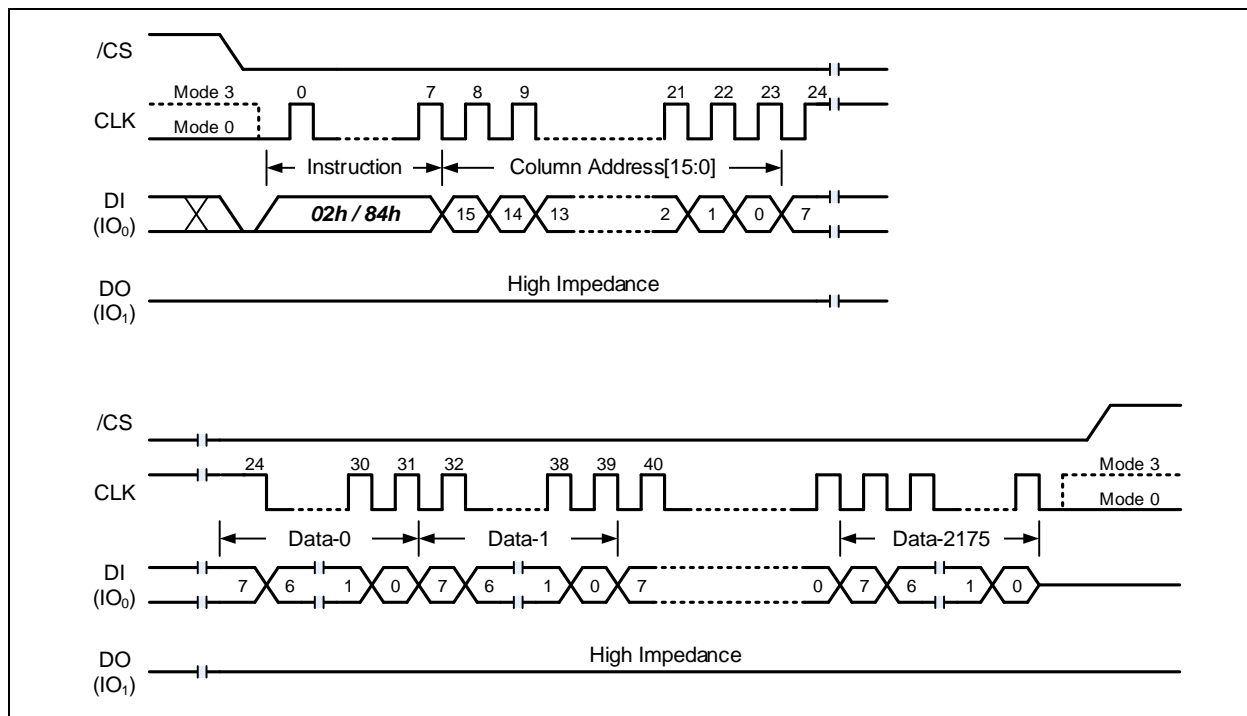 /CS
Mode 3 0 7 8 9 21 22 23 24
CLK
Mode 0
Instruction Column Address[15:0]
DI
(IO0)
02h / 84h 15 14 13 2 1 0 7
High Impedance
DO
(IO1)
/CS
24 30 31 32 38 39 40
CLK
Mode 3
Mode 0
Data-0 Data-1 Data-2175
DI
(IO0)
7 6 1 0 7 6 1 0 7 0 7 6 1 0
High Impedance
DO
(IO1)